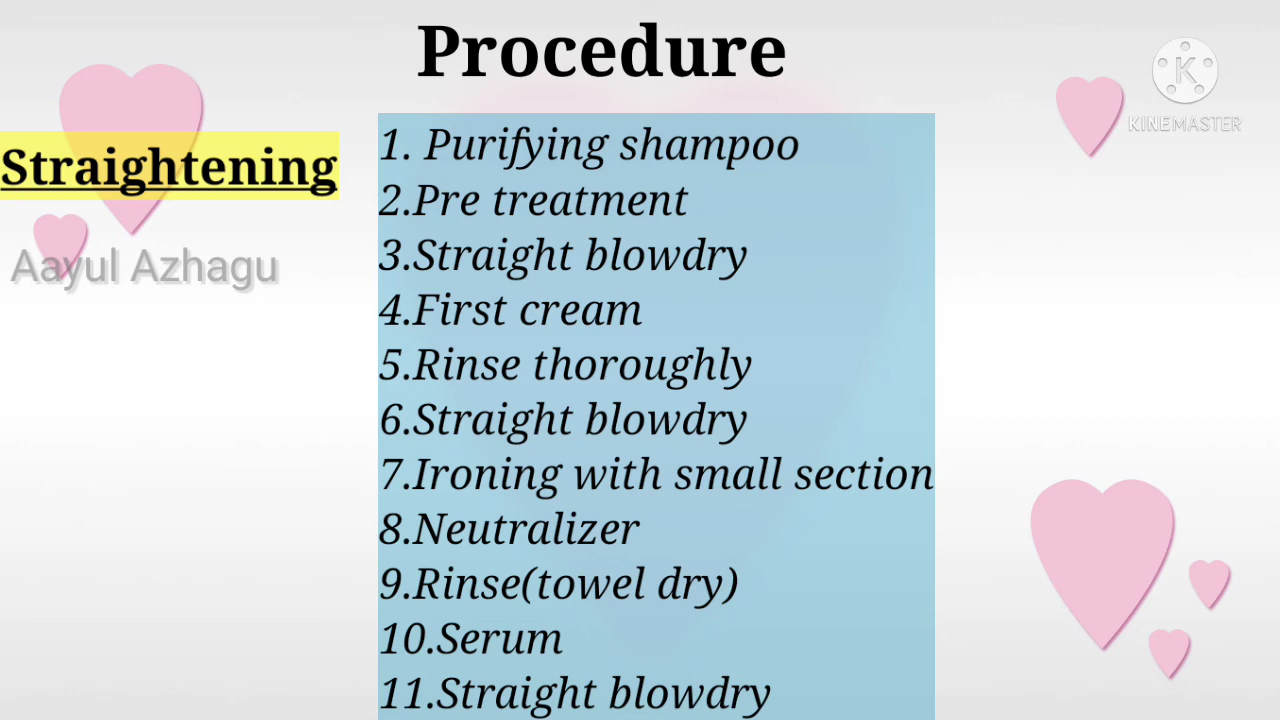 Procedure
KINEMASTER
Straightening
Aayul Azhagu
1. Purifying shampoo
2.Pre treatment
3.Straight blowdry
4.First cream
5.Rinse thoroughly
6.Straight blowdry
7.Ironing with small section
8.Neutralizer
9.Rinse(towel dry)
10.Serum
11.Straight blowdry